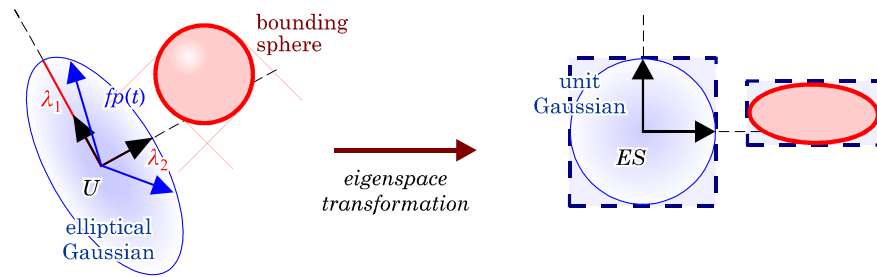 bounding
sphere
λ1
fp(t)
λ2
U
elliptical
Gaussian
eigenspace
transformation
unit
Gaussian
ES